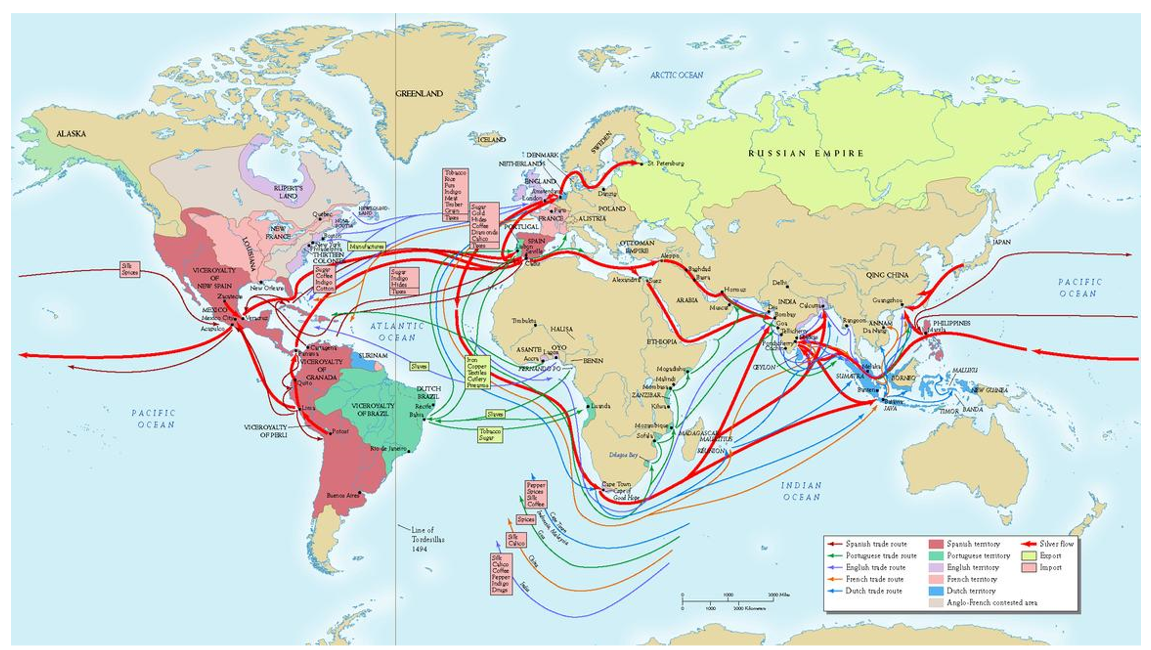 ARCTIC OCEAN
GREENLAND
ALASKA
ICELAND
SWEDEN
RUSSIAN EMPIRE
St. Petersburg
DENMARK
NETHERLANDS
ENGLAND
Amsterdam
London
Danzig
POLAND
Paris
FRANCE
AUSTRIA
PORTUGAL
SPAIN
Lisbon
Seville
Cadiz
OTTOMAN
EMPIRE
Aleppo
Baghdad
Basra
Alexandria
Suez
Hormuz
Muscat
ARABIA
RUPERT'S
LAND
Québec
NEW
FRANCE
LOUISIANA
Boston
New York
Philadelphia
THIRTEEN
COLONIES
New Orleans
VICEROYALTY
OF
NEW SPAIN
Zacatecas
MEXICO
Mexico City
Veracruz
Acapulco
Tobacco
Rice
Furs
Indigo
Meat
Timber
Grain
Fixes
Sugar
Gold
Hides
Coffee
Diamonds
Calico
Fixes
Manufactures
Silk
Spices
Sugar
Coffee
Indigo
Cotton
Sugar
Indigo
Hides
Fixes
ATLANTIC
OCEAN
Cartagena
Panama
VICEROYALTY
OF
GRANADA
SURINAM
Quito
Lima
VICEROYALTY
OF PERU
Potosí
VICEROYALTY
OF BRAZIL
DUTCH
BRAZIL
Recife
Bahia
Rio de Janeiro
Buenos Aires
PACIFIC
OCEAN
Line of
Tordesillas
1494
Slaves
Iron
Copper
Textiles
Cutlery
Firearms
Slaves
Tobacco
Sugar
Timbuktu
HAUSA
ASANTE
OYO
Accra
Lagos
BENIN
FERNANDO PO
Luanda
ETHIOPIA
Mogadishu
Malindi
Mombasa
ZANZIBAR
Kilwa
Mozambique
Sofala
MADAGASCAR
MAURITIUS
RÉUNION
Delagoa Bay
Cape Town
Cape of
Good Hope
Delhi
INDIA
Calcutta
Diu
Bombay
Goa
Tellicherry
Pondicherry
Cochin
CEYLON
Rangoon
QING CHINA
JAPAN
Guangzhou
ANNAM
Da Nang
PHILIPPINES
Manila
PACIFIC
OCEAN
Melaka
SUMATRA
BORNEO
MALUKU
NEW GUINEA
Banten
Batavia
JAVA
TIMOR
BANDA
INDIAN
OCEAN
Pepper
Spices
Silk
Coffee
Cape Town,
Indonesia, Malaysia
Spices
Goa
Silk
Calico
China
Silk
Calico
Coffee
Pepper
Indigo
Drugs
India
0 1000 3000 Miles
0 1000 3000 Kilometers
Spanish trade route
Portuguese trade route
English trade route
French trade route
Dutch trade route
Spanish territory
Portuguese territory
English territory
French territory
Dutch territory
Anglo-French contested area
Silver flow
Export
Import